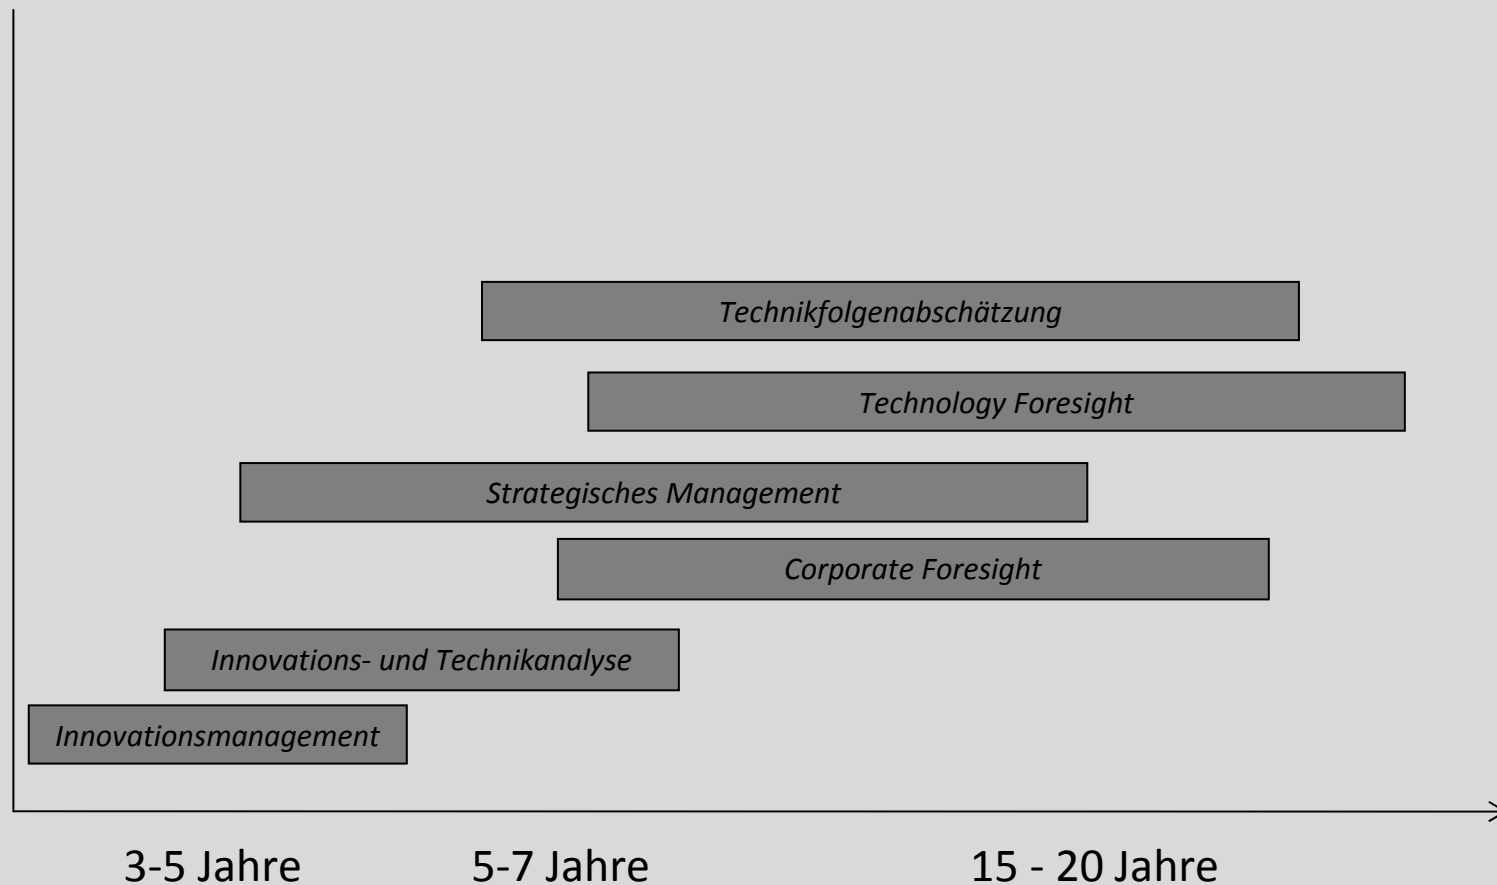 Technikfolgenabschätzung
Technology Foresight
Strategisches Management
Corporate Foresight
Innovations- und Technikanalyse
Innovationsmanagement
3-5 Jahre 5-7 Jahre 15 - 20 Jahre